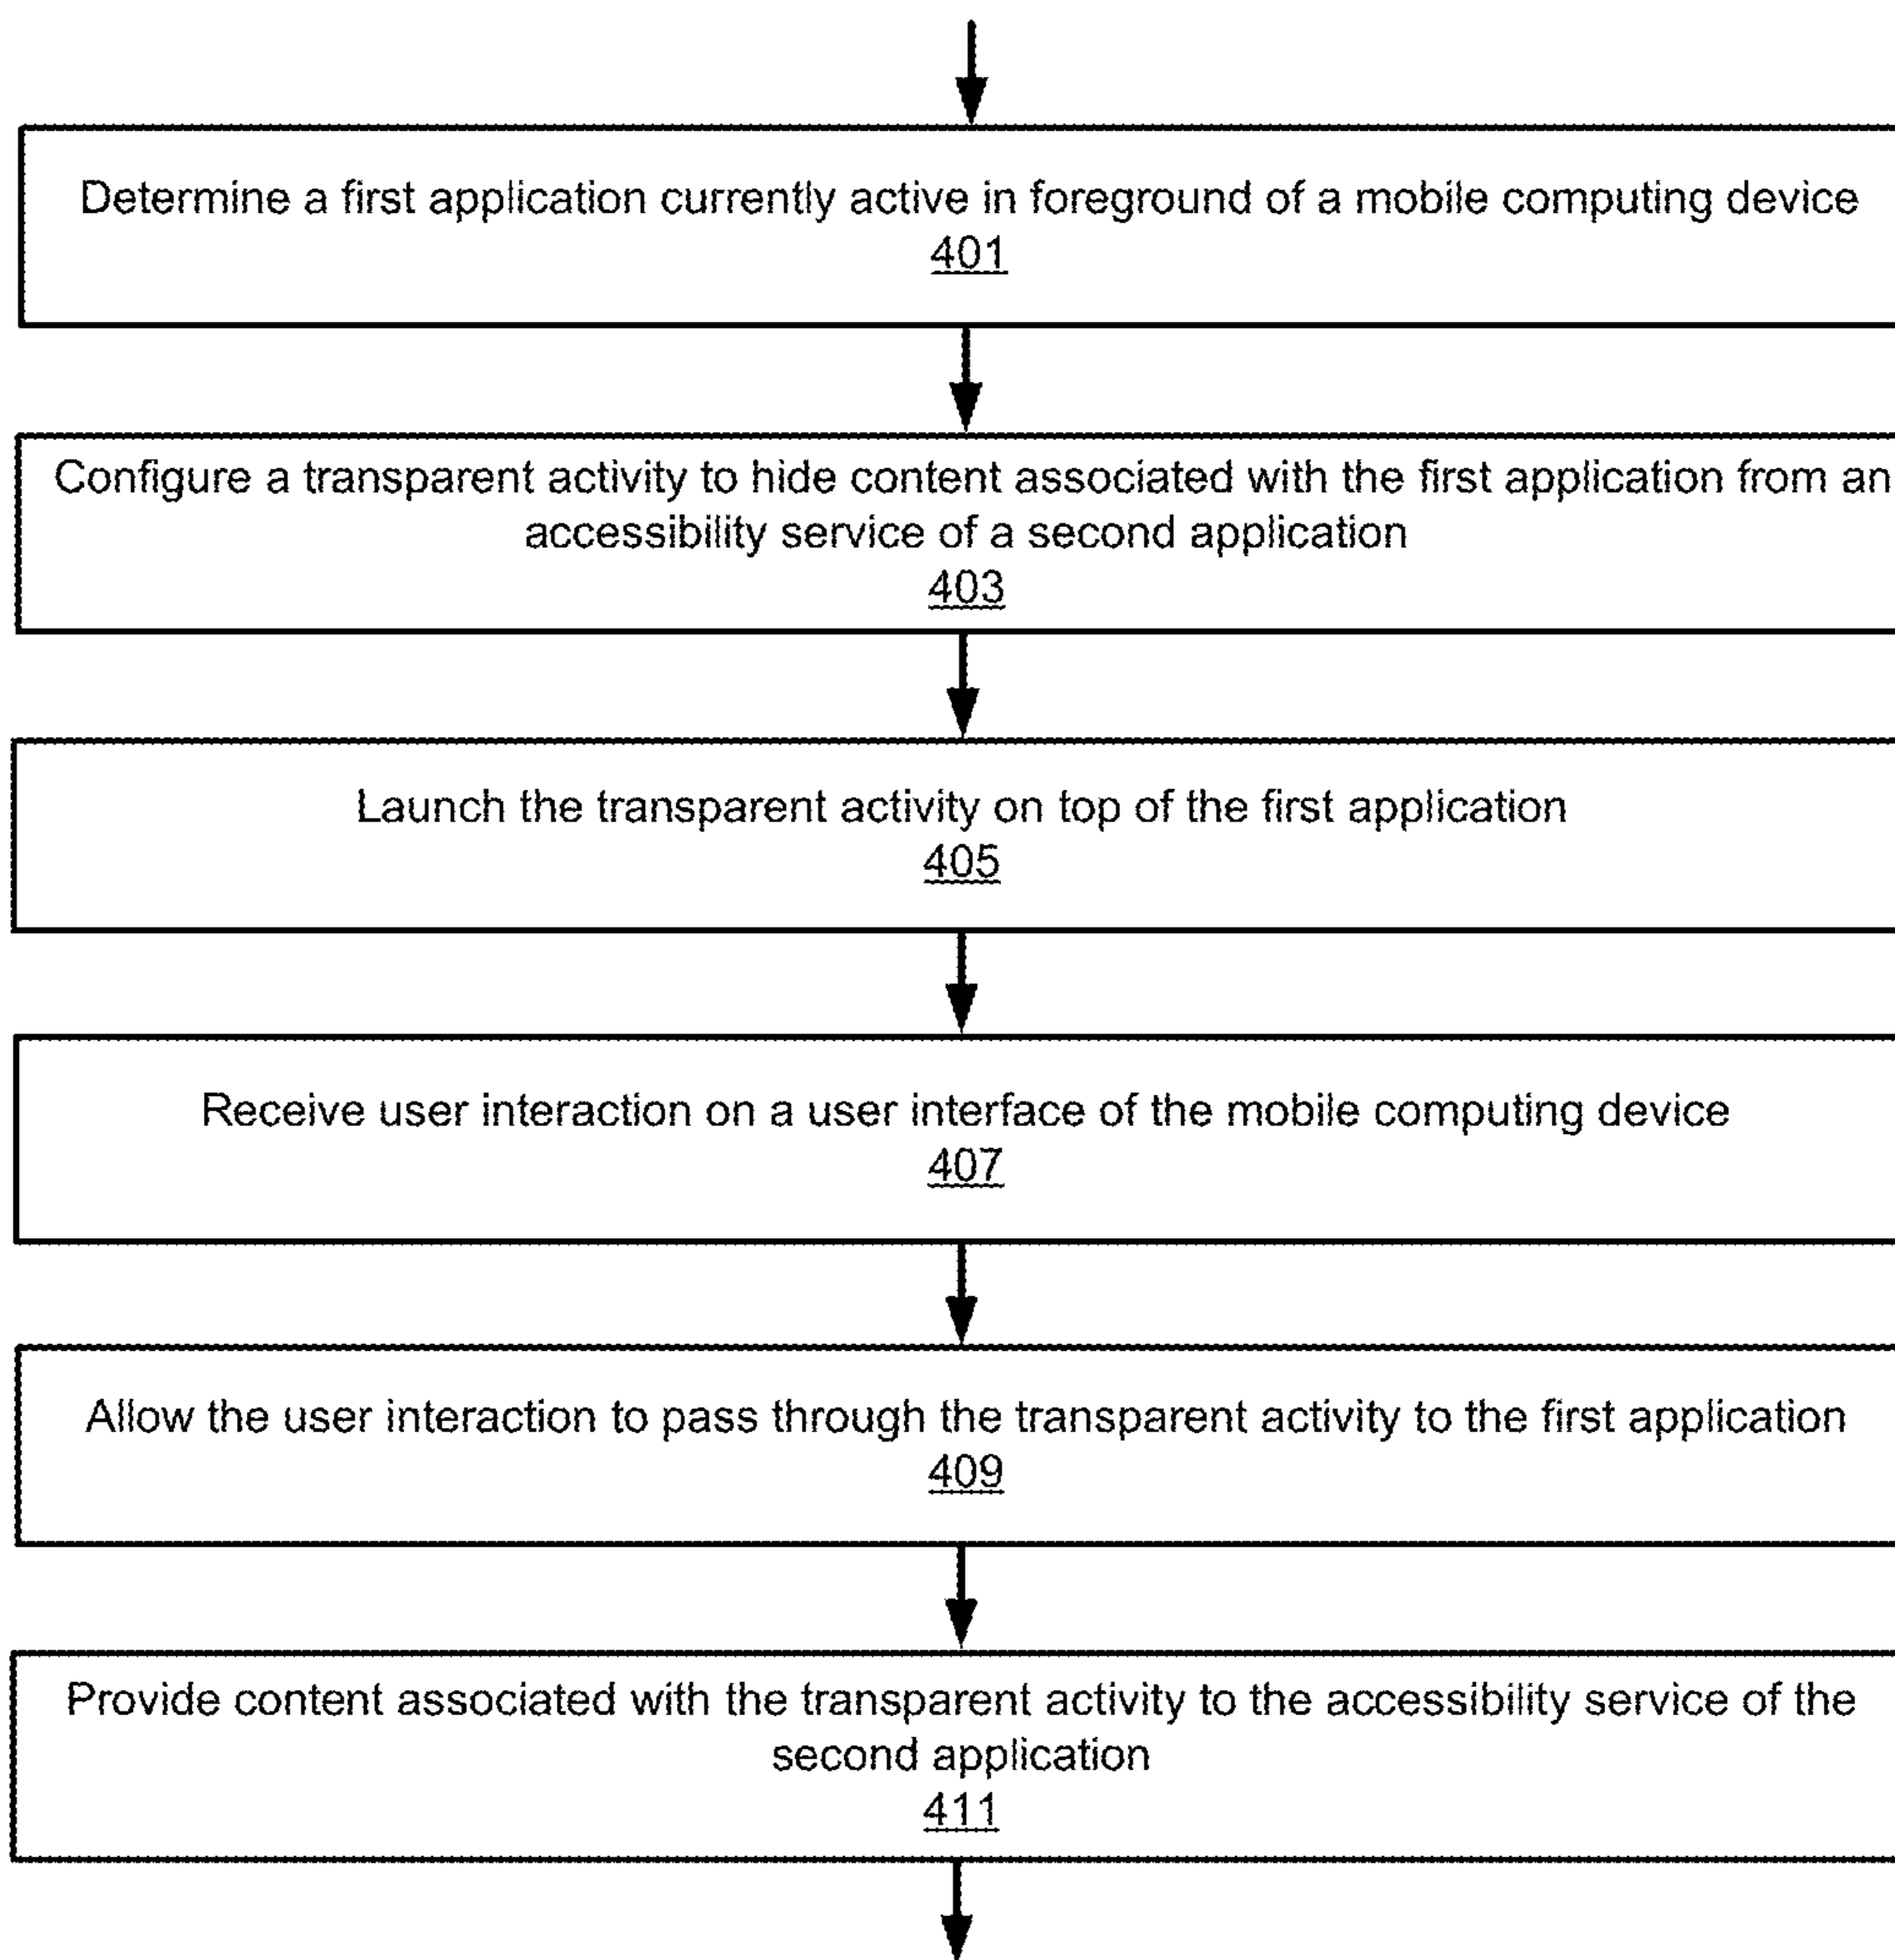 Determine a first application currently active in foreground of a mobile computing device
401
Configure a transparent activity to hide content associated with the first application from an
accessibility service of a second application
403
Launch the transparent activity on top of the first application
405
Receive user interaction on a user interface of the mobile computing device
407
Allow the user interaction to pass through the transparent activity to the first application
409
Provide content associated with the transparent activity to the accessibility service of the
second application
411